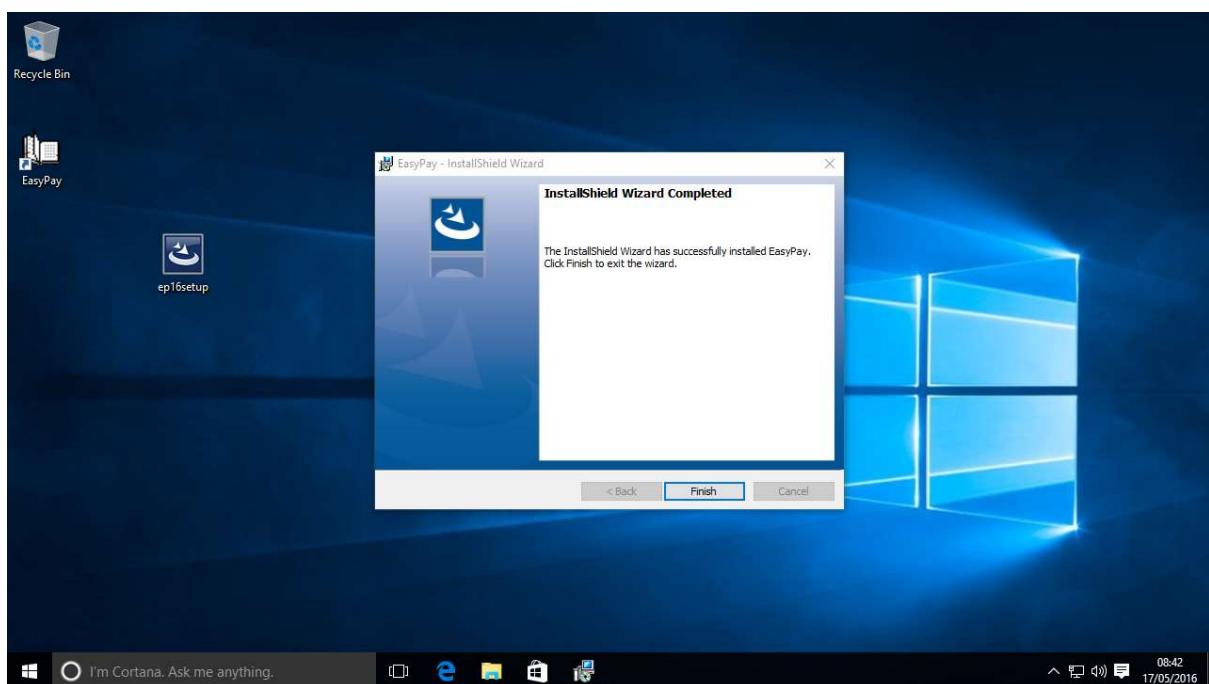 Recycle Bin
EasyPay
ep16setup
EasyPay - InstallShield Wizard
InstallShield Wizard Completed
The InstallShield Wizard has successfully installed EasyPay.
Click Finish to exit the wizard.
< Back
Finish
Cancel
I'm Cortana. Ask me anything.
08:42
17/05/2016